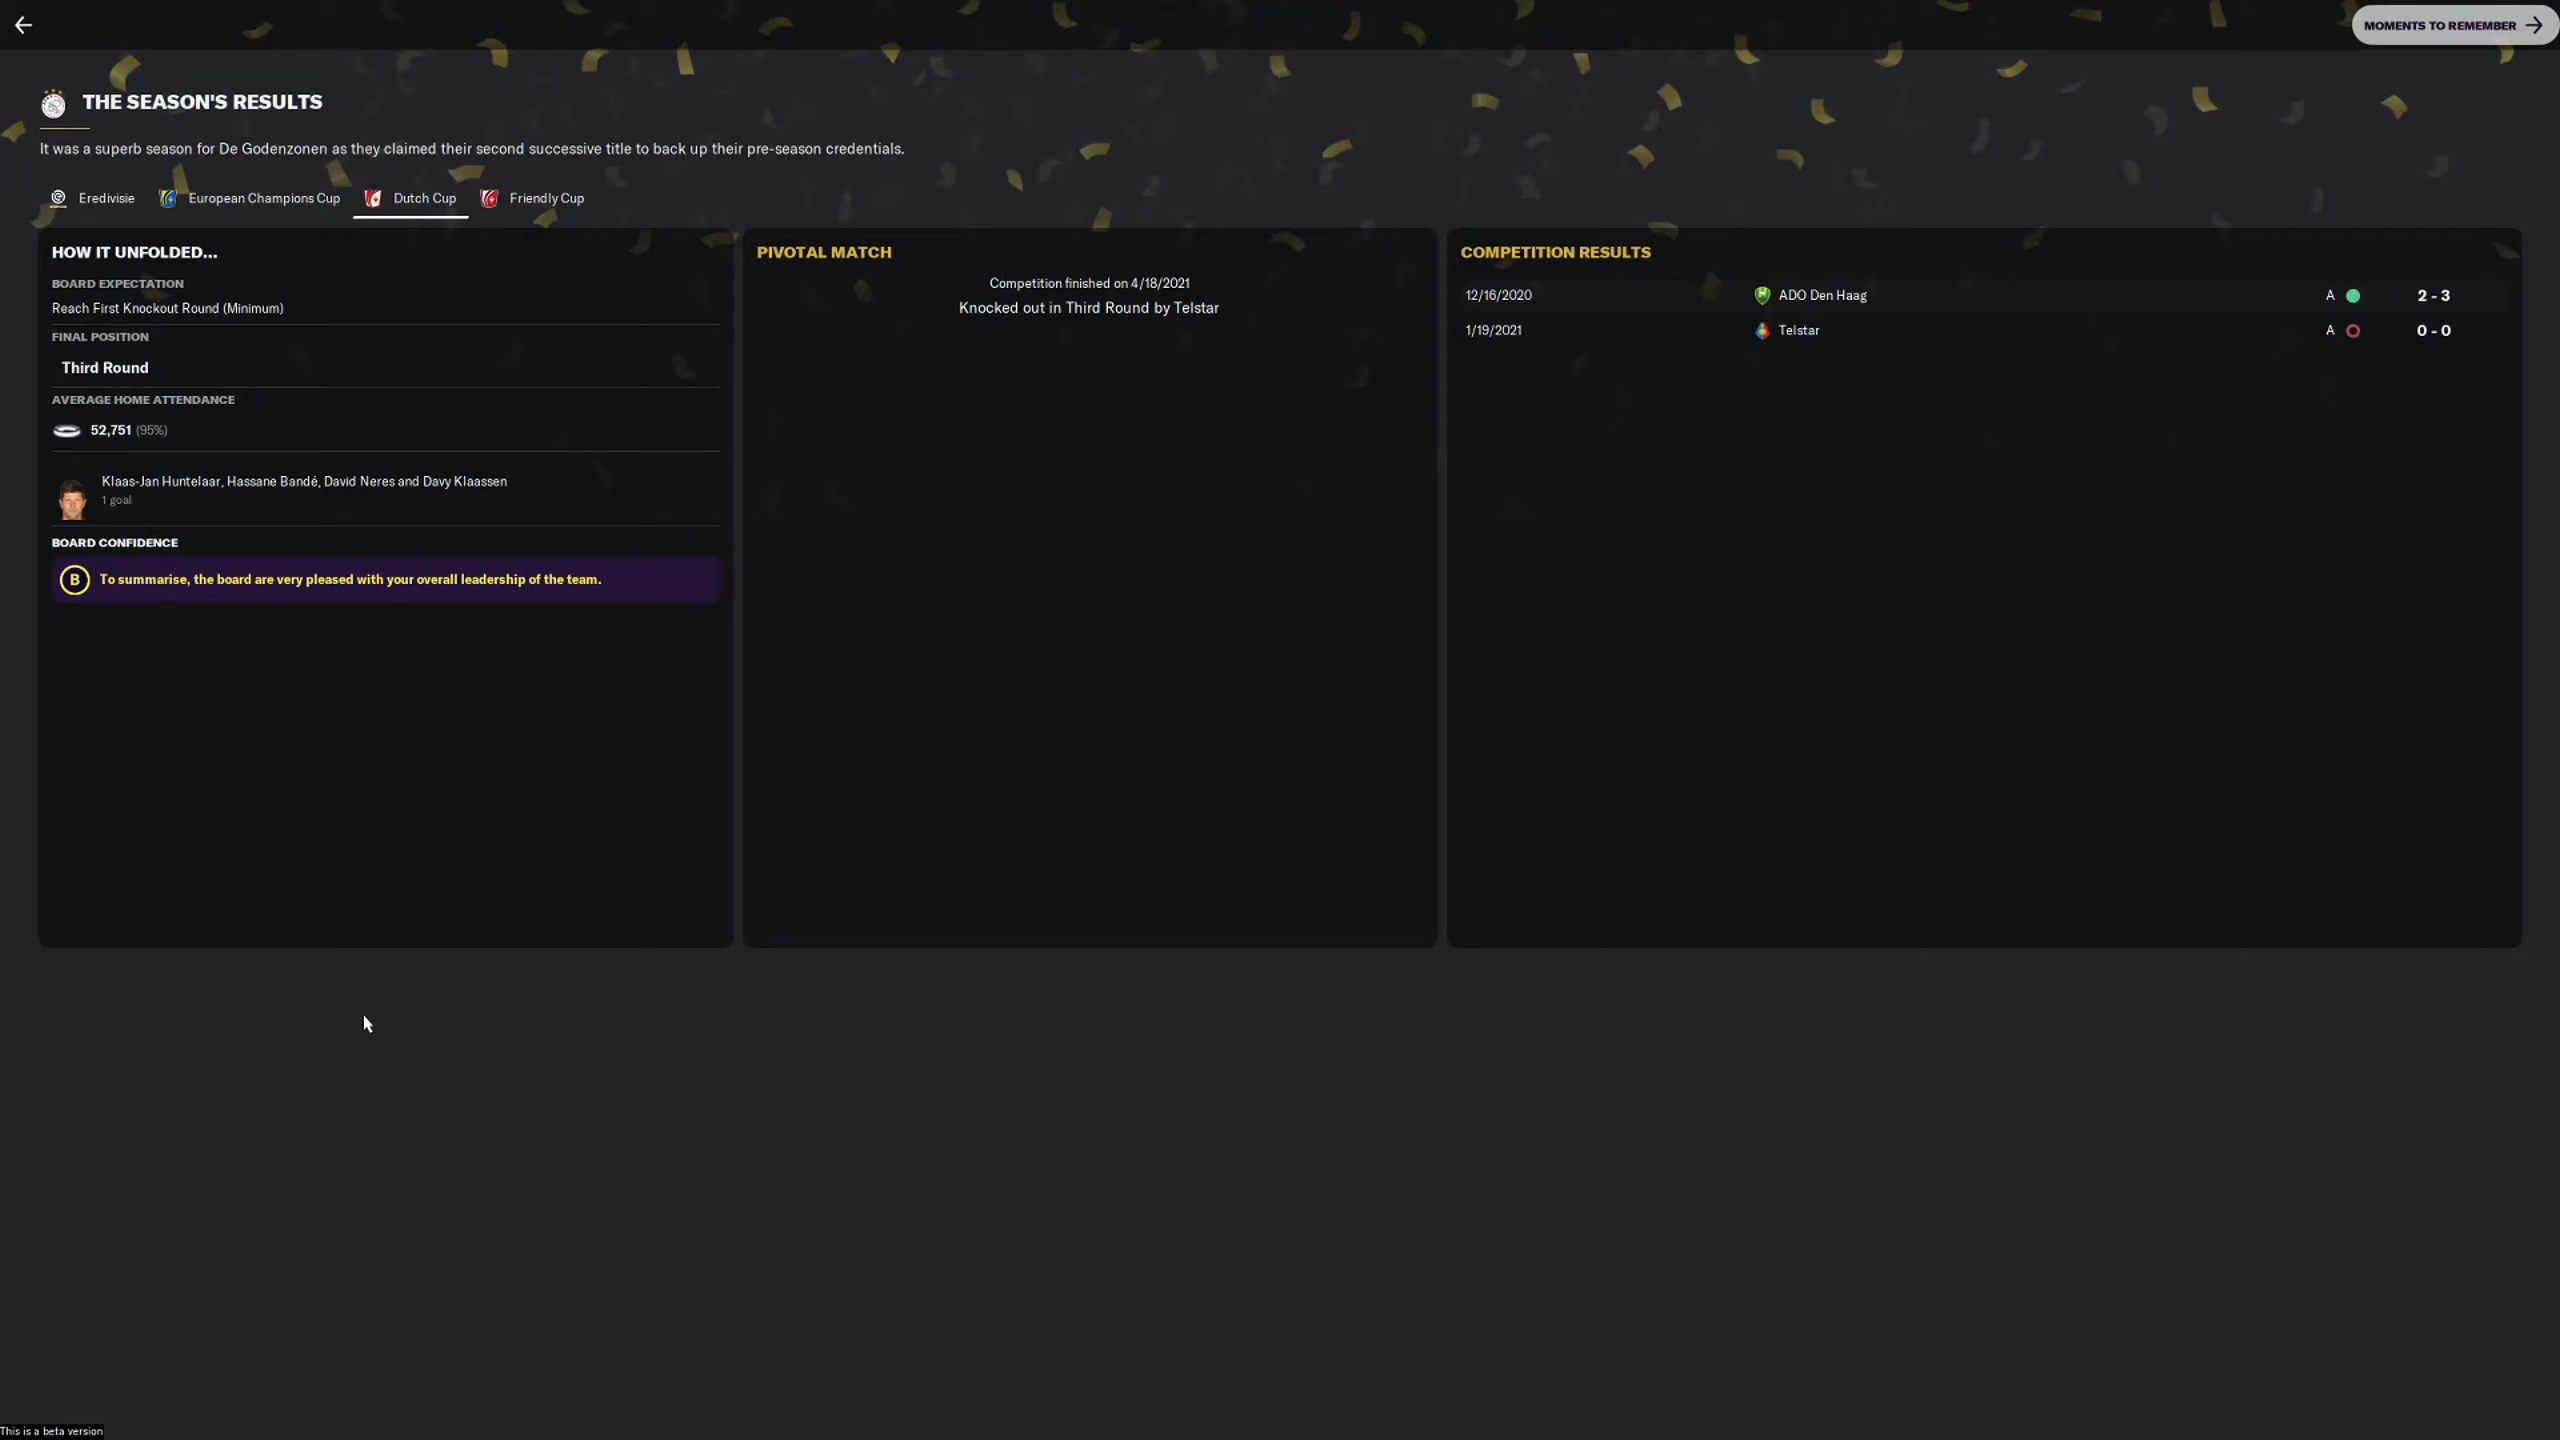 MOMENTS TO REMEMBER
THE SEASON'S RESULTS
It was a superb season for De Godenzonen as they claimed their second successive title to back up their pre-season credentials.
Eredivisie European Champions Cup Dutch Cup Friendly Cup
HOW IT UNFOLDED...
BOARD EXPECTATION
Reach First Knockout Round (Minimum)
FINAL POSITION
Third Round
AVERAGE HOME ATTENDANCE
52,751 (95%)
Klaas-Jan Huntelaar, Hassane Bandé, David Neres and Davy Klaassen
1 goal
BOARD CONFIDENCE
B To summarise, the board are very pleased with your overall leadership of the team.
PIVOTAL MATCH
Competition finished on 4/18/2021
Knocked out in Third Round by Telstar
COMPETITION RESULTS
12/16/2020 ADO Den Haag A 2 - 3
1/19/2021 Telstar A 0 - 0
This is a beta version